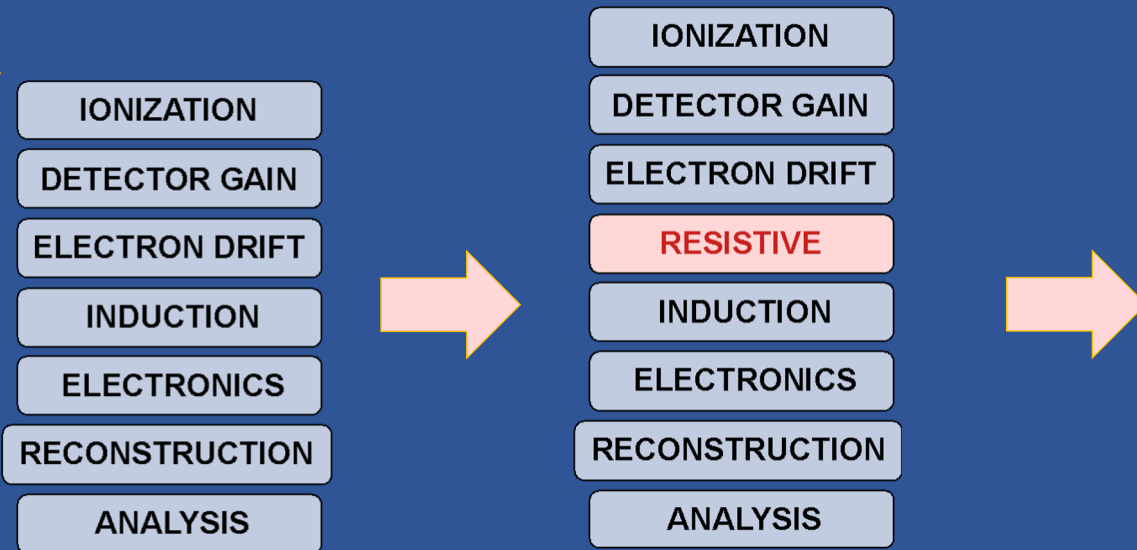 IONIZATION
DETECTOR GAIN
ELECTRON DRIFT
INDUCTION
ELECTRONICS
RECONSTRUCTION
ANALYSIS
IONIZATION
DETECTOR GAIN
ELECTRON DRIFT
RESISTIVE
INDUCTION
ELECTRONICS
RECONSTRUCTION
ANALYSIS